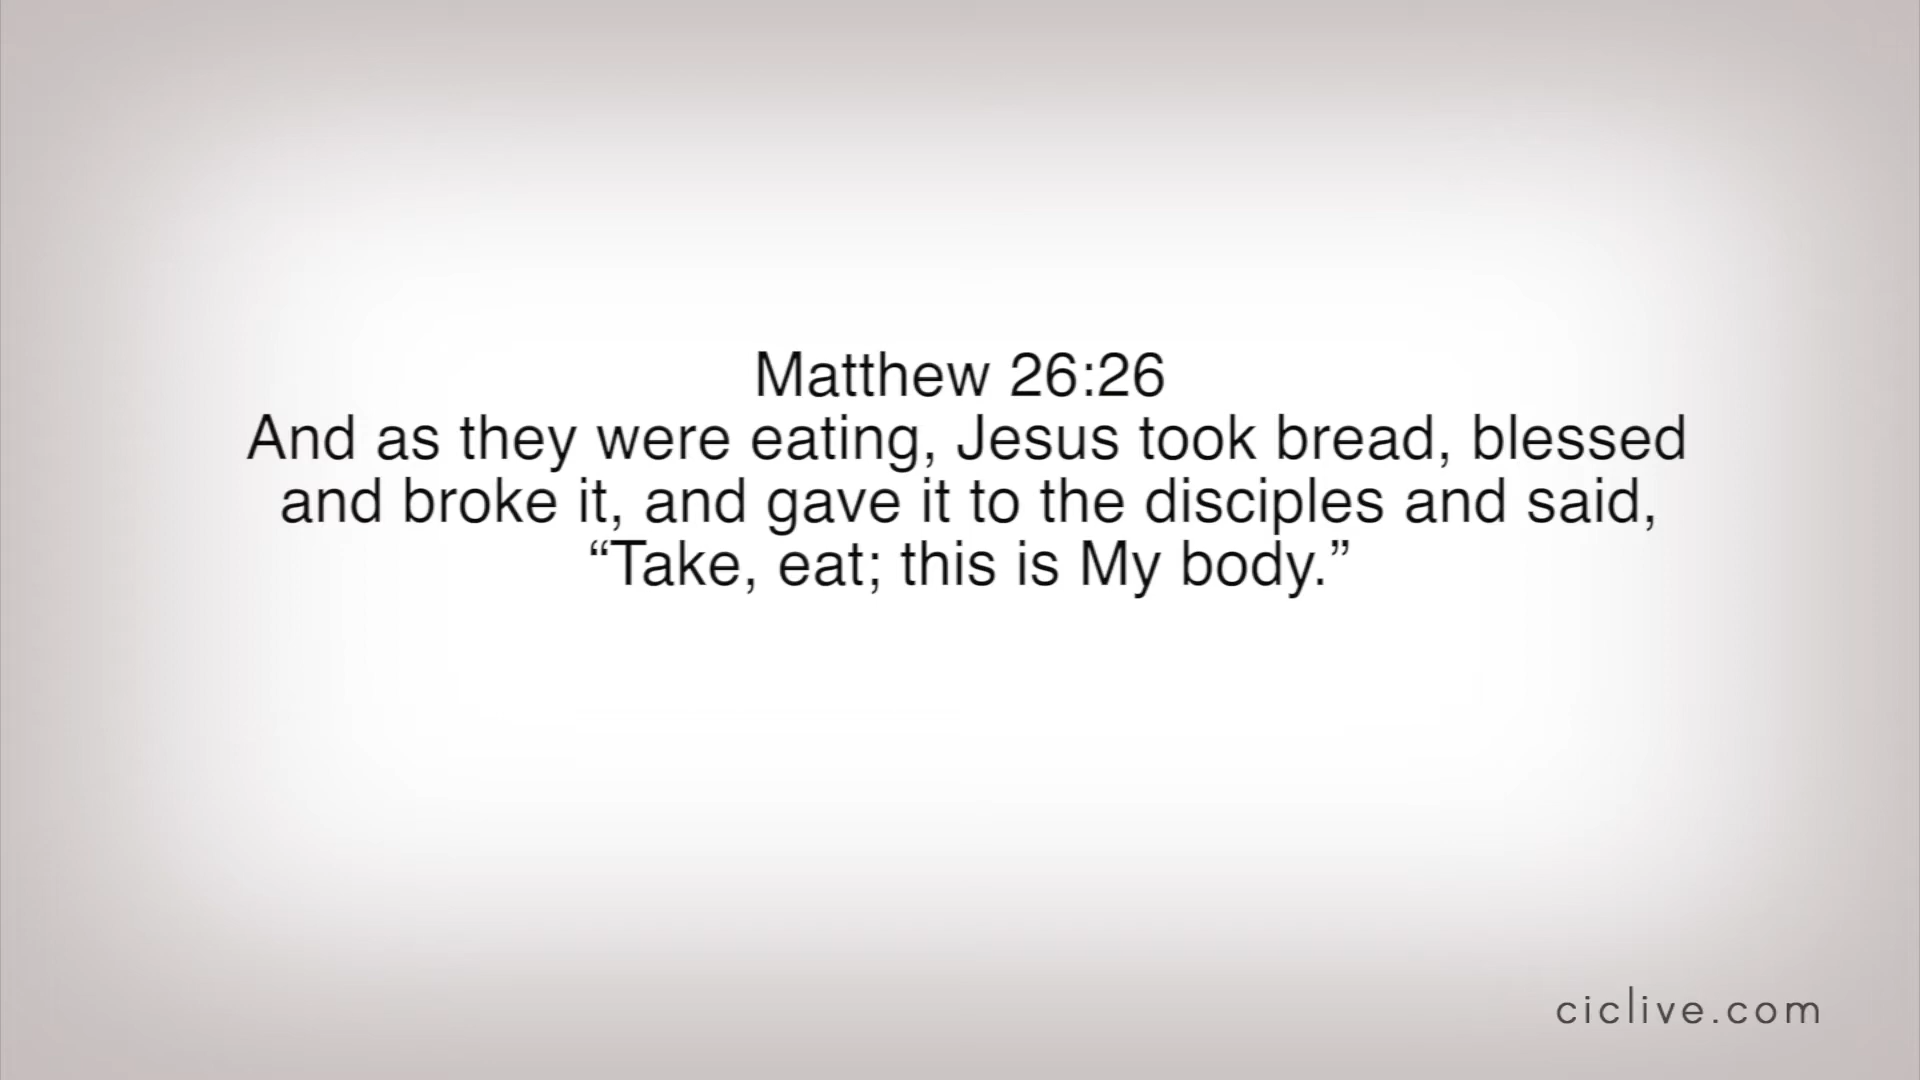 Matthew 26:26
And as they were eating, Jesus took bread, blessed
and broke it, and gave it to the disciples and said,
“Take, eat; this is My body.”
ciclive.com